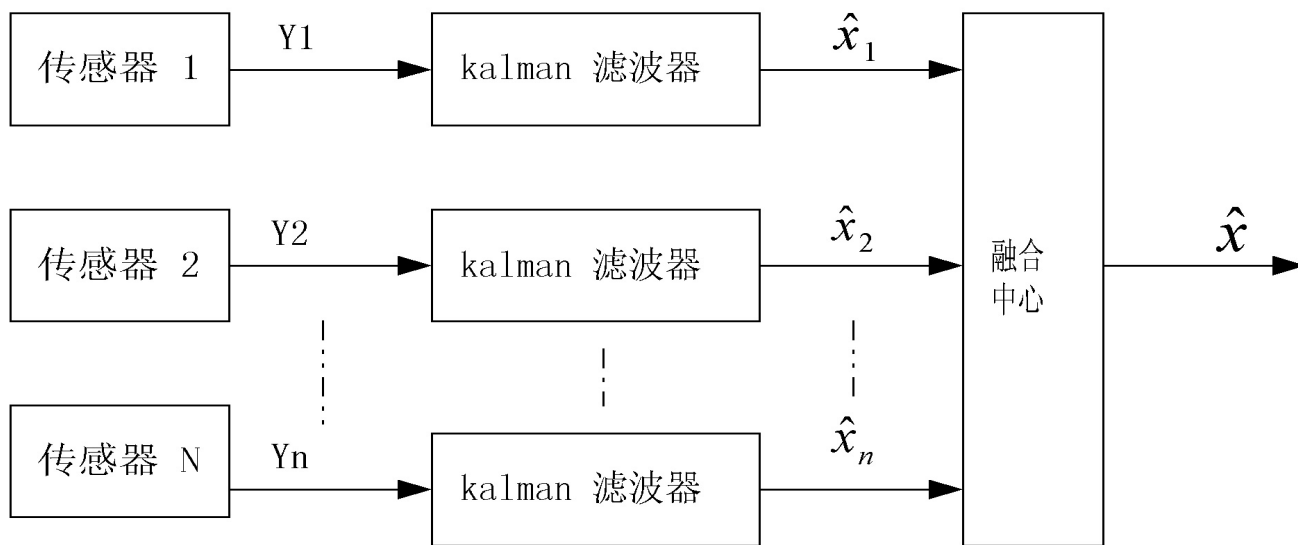 传感器 1
Y1
kalman 滤波器
x̂₁
传感器 2
Y2
kalman 滤波器
x̂₂
融合
中心
x̂
传感器 N
Yn
kalman 滤波器
x̂ₙ